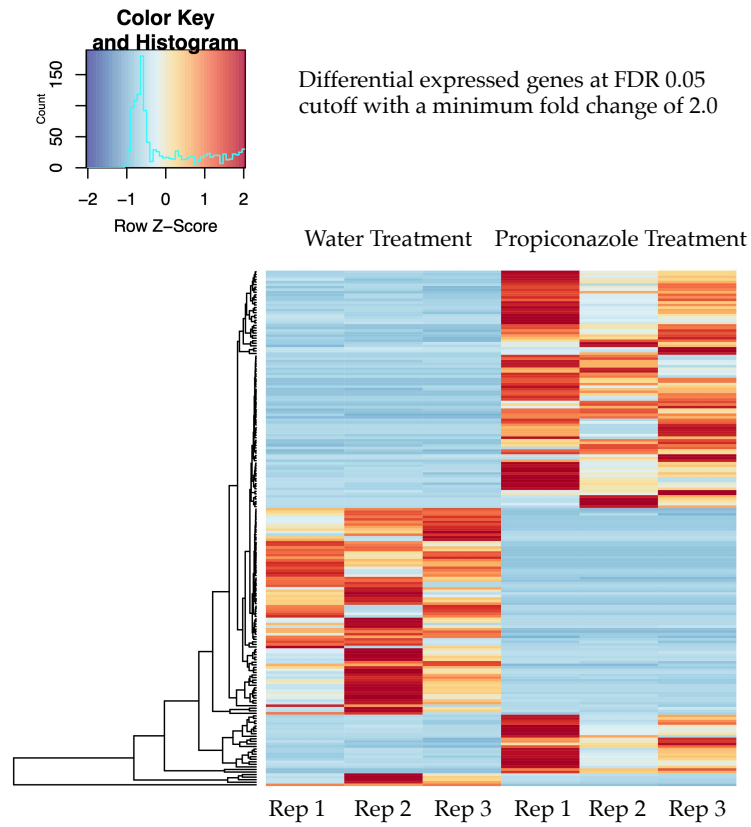 Color Key
and Histogram
Count
0
50
150
−2 −1 0 1 2
Row Z−Score
Differential expressed genes at FDR 0.05
cutoff with a minimum fold change of 2.0
Water Treatment Propiconazole Treatment
Rep 1 Rep 2 Rep 3 Rep 1 Rep 2 Rep 3